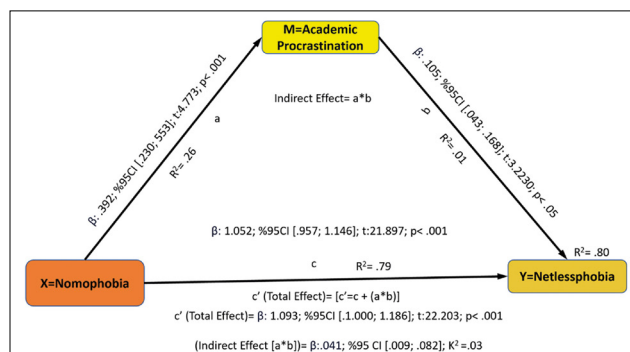 M=Academic
Procrastination
β: .392; %95CI [.230; 553]; t:4.773; p< .001
a
R²= .26
Indirect Effect= a*b
β: .105; %95CI [.043; .168]; t:3.2230; p< .05
b
R²= .01
β: 1.052; %95CI [.957; 1.146]; t:21.897; p< .001
R²= .80
X=Nomophobia
c
R²= .79
Y=Netlessphobia
c' (Total Effect)= [c'=c + (a*b)]
c' (Total Effect)= β: 1.093; %95CI [.1.000; 1.186]; t:22.203; p< .001
(Indirect Effect [a*b])= β:.041; %95 CI [.009; .082]; K²=.03